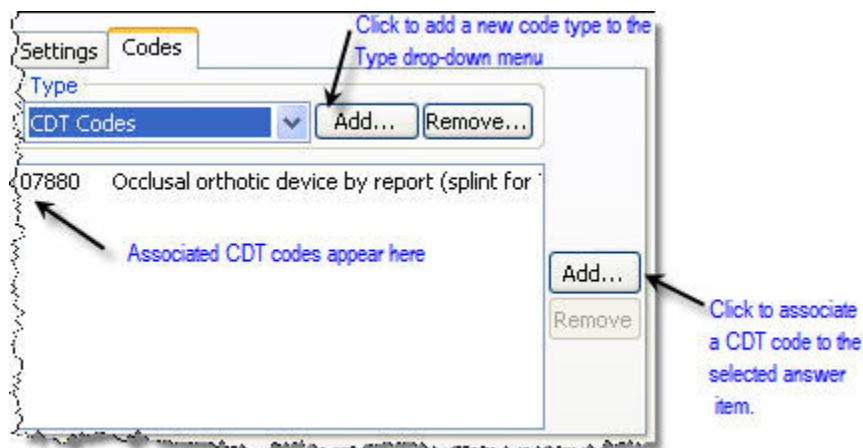 Click to add a new code type to the
Type drop-down menu
Settings Codes
Type
CDT Codes Add... Remove...
07880 Occlusal orthotic device by report (splint for
Associated CDT codes appear here
Add...
Remove
Click to associate
a CDT code to the
selected answer
item.